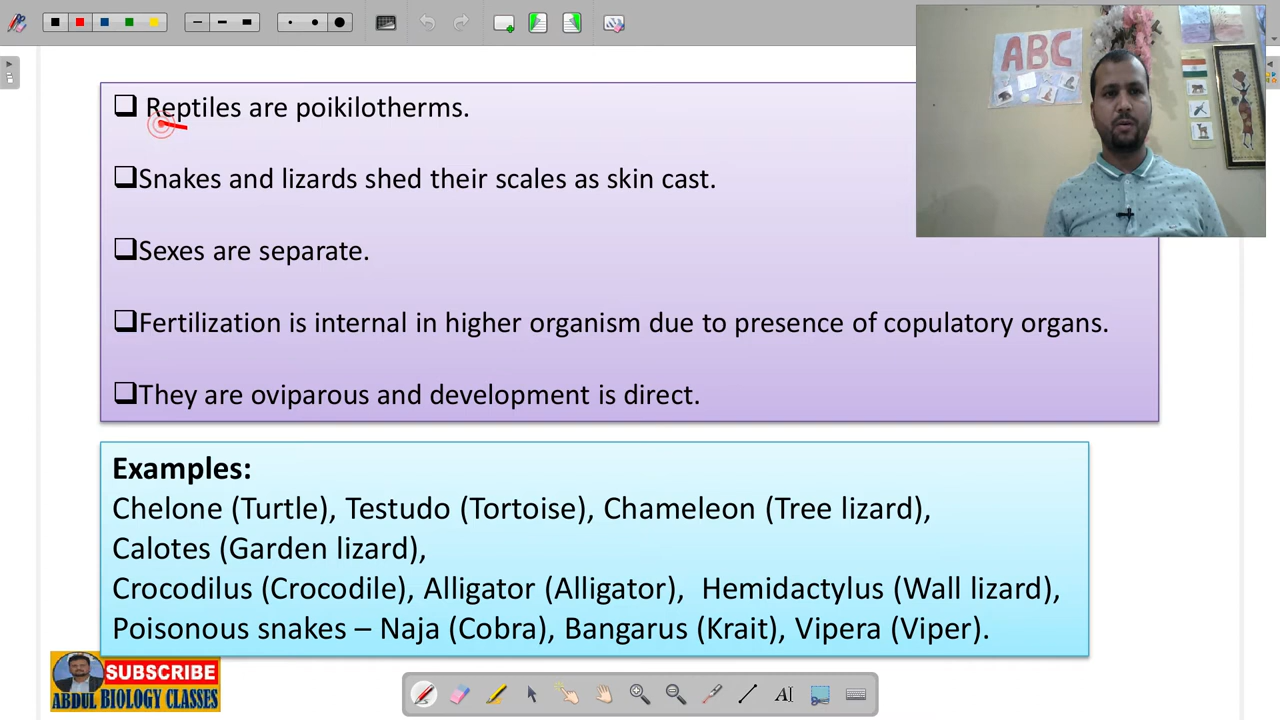 ABC
❑ Reptiles are poikilotherms.
❑Snakes and lizards shed their scales as skin cast.
❑Sexes are separate.
❑Fertilization is internal in higher organism due to presence of copulatory organs.
❑They are oviparous and development is direct.
Examples:
Chelone (Turtle), Testudo (Tortoise), Chameleon (Tree lizard),
Calotes (Garden lizard),
Crocodilus (Crocodile), Alligator (Alligator),  Hemidactylus (Wall lizard),
Poisonous snakes – Naja (Cobra), Bangarus (Krait), Vipera (Viper).
SUBSCRIBE
ABDUL BIOLOGY CLASSES
AI